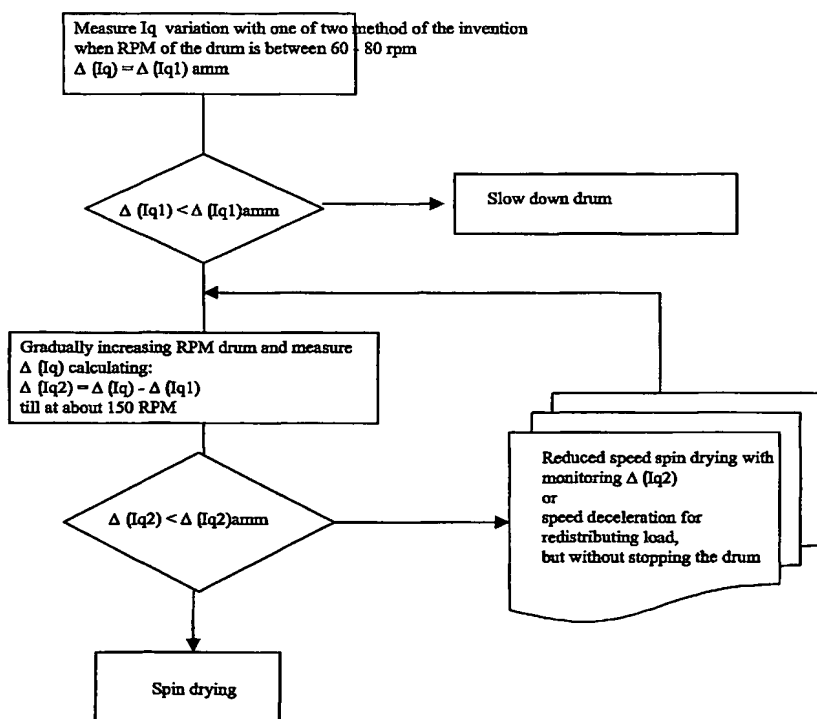 Measure Iq variation with one of two method of the invention
when RPM of the drum is between 60 - 80 rpm
Δ (Iq) = Δ (Iq1) amm
Δ (Iq1) < Δ (Iq1)amm
Slow down drum
Gradually increasing RPM drum and measure
Δ (Iq) calculating:
Δ (Iq2) = Δ (Iq) - Δ (Iq1)
till at about 150 RPM
Δ (Iq2) < Δ (Iq2)amm
Reduced speed spin drying with
monitoring Δ (Iq2)
or
speed deceleration for
redistributing load,
but without stopping the drum
Spin drying